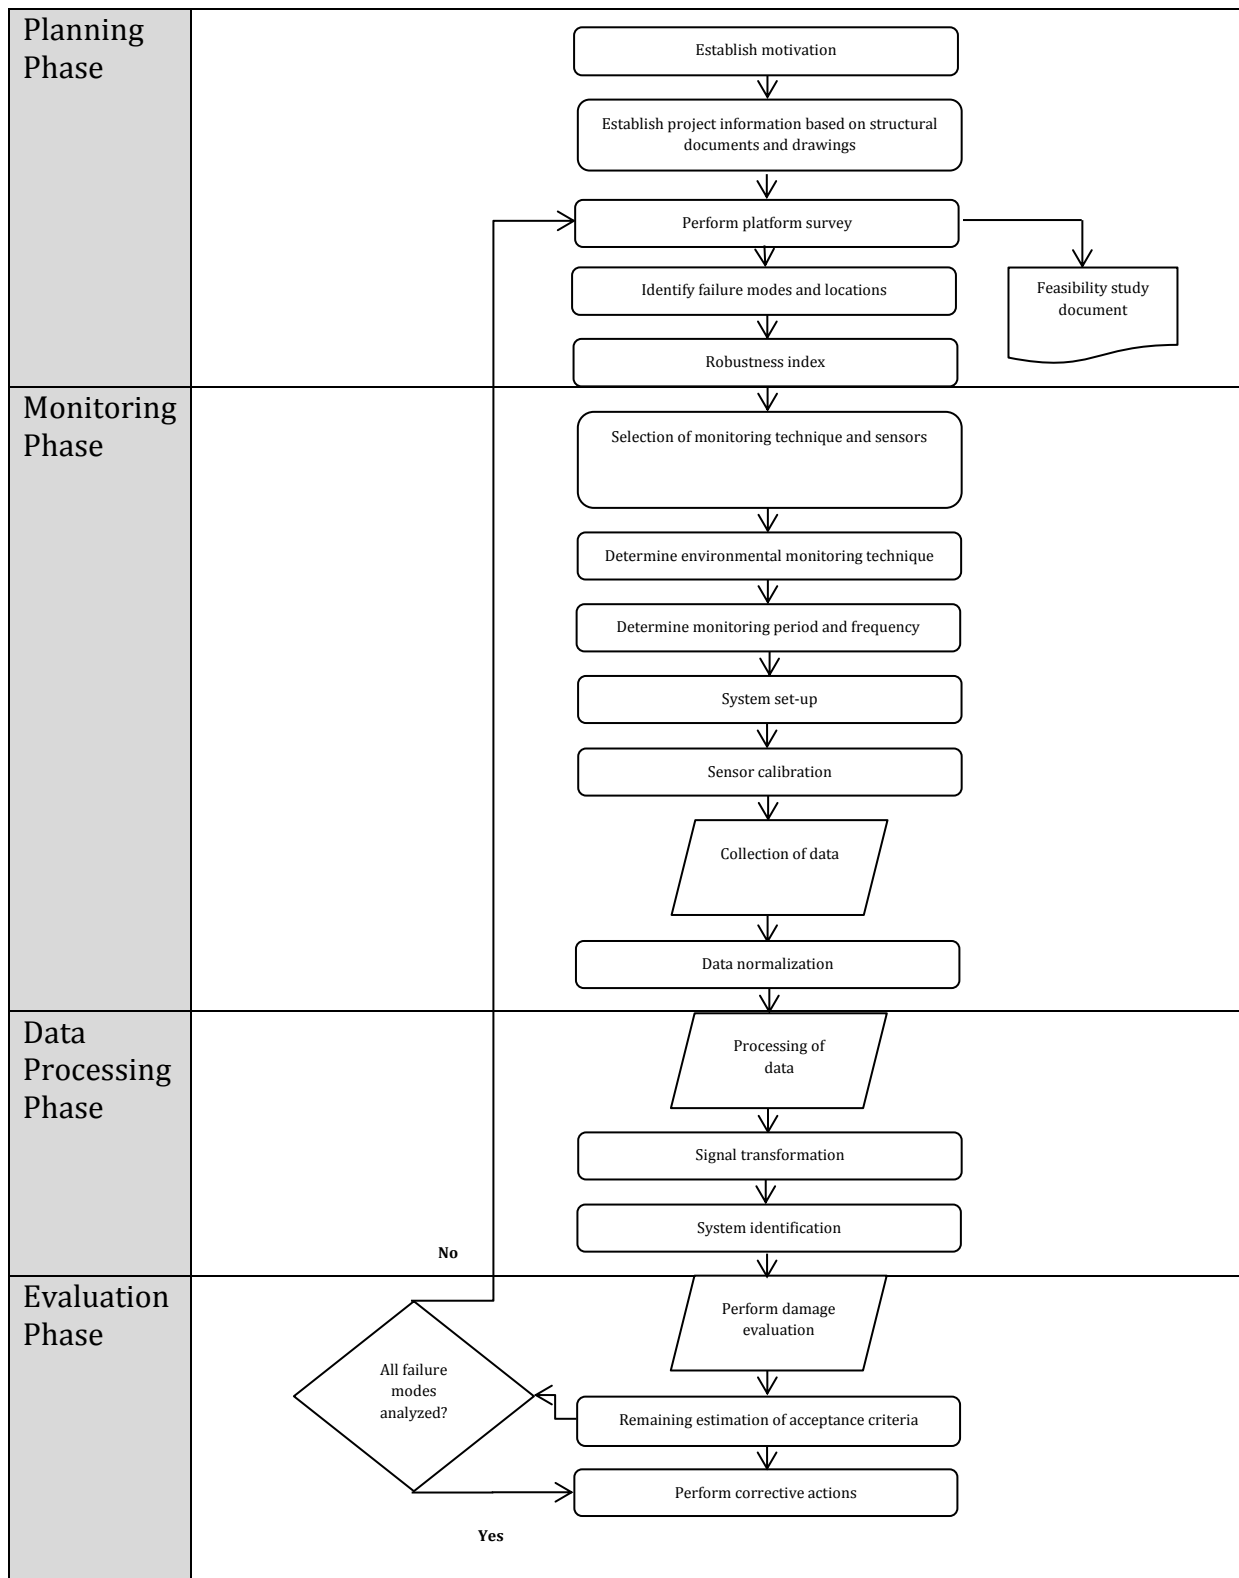 Planning
Phase
Establish motivation
Establish project information based on structural
documents and drawings
Perform platform survey
Identify failure modes and locations
Feasibility study
document
Robustness index
Monitoring
Phase
Selection of monitoring technique and sensors
Determine environmental monitoring technique
Determine monitoring period and frequency
System set-up
Sensor calibration
Collection of data
Data normalization
Data
Processing
Phase
Processing of
data
Signal transformation
System identification
No
Evaluation
Phase
Perform damage
evaluation
All failure
modes
analyzed?
Remaining estimation of acceptance criteria
Perform corrective actions
Yes